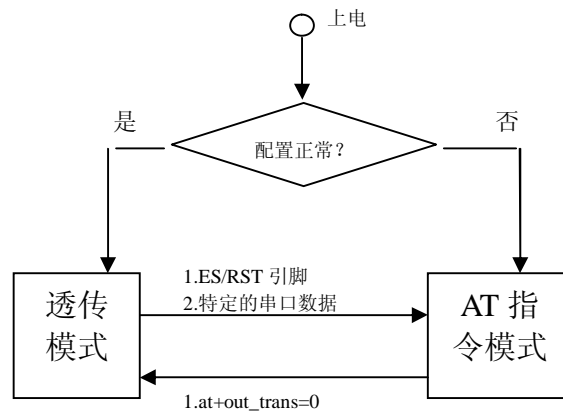 上电
是
否
配置正常？
1.ES/RST 引脚
2.特定的串口数据
透传
模式
AT 指
令模式
1.at+out_trans=0